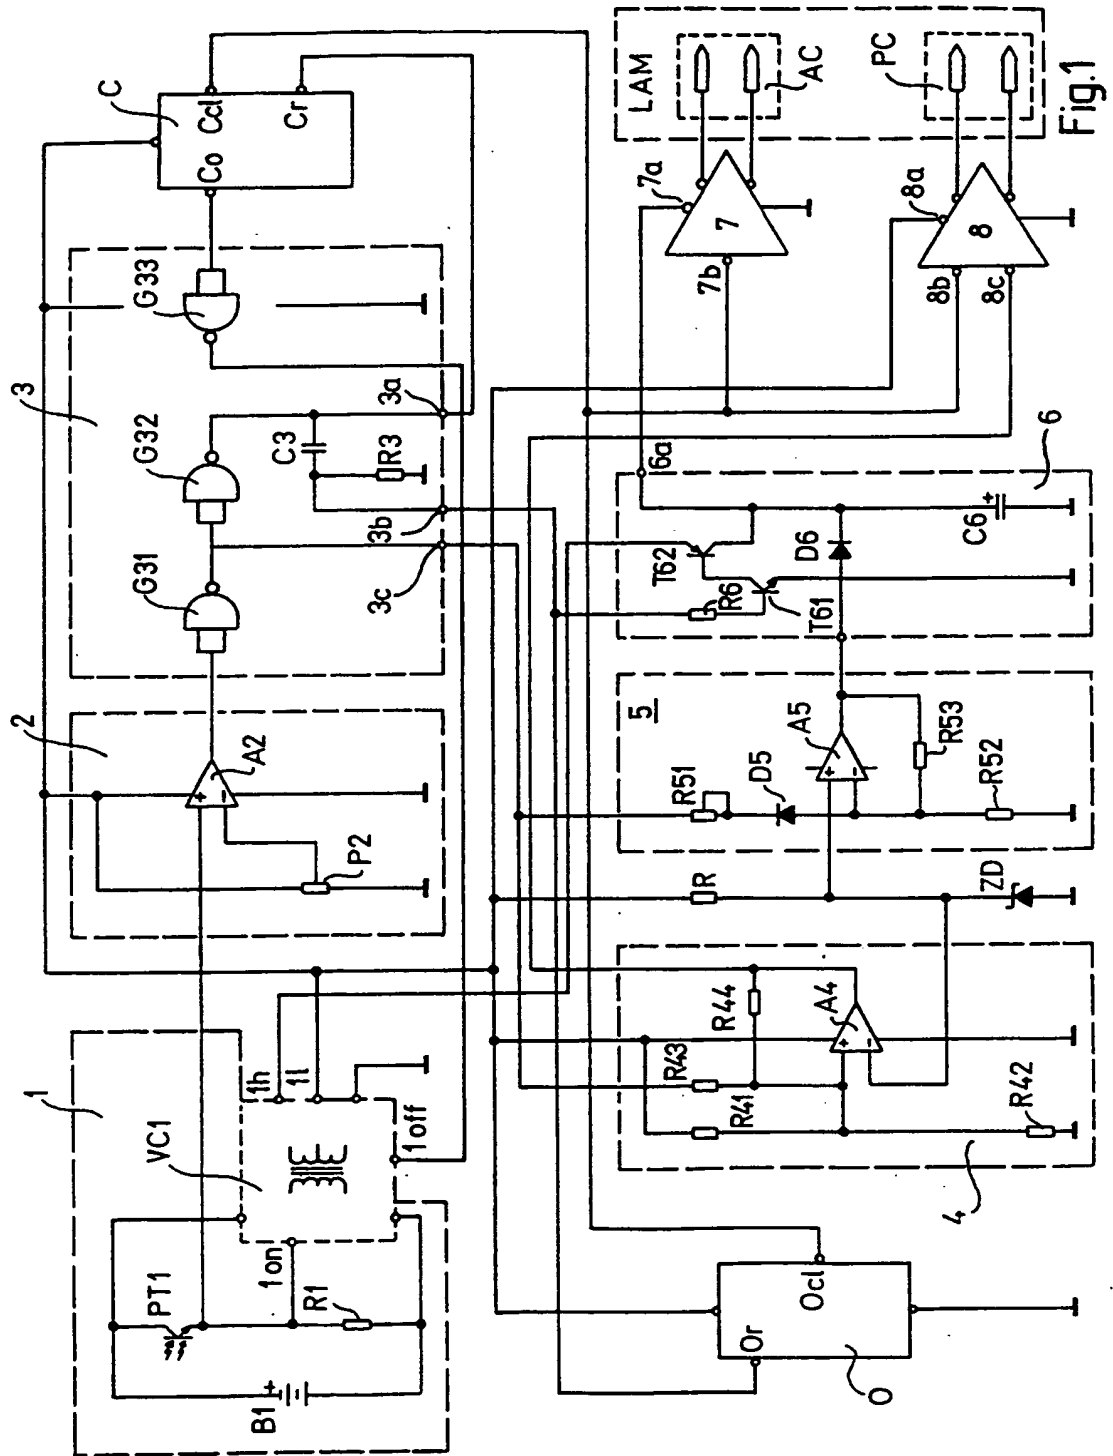 1
VC1
PT1
B1
+
R1
1on
1off
1h
1l
2
A2
+
-
P2
3
G31
G32
G33
C3
R3
3a
3b
3c
C
Co
Ccl
Cr
O
Or
Ocl
4
R41
R42
R43
R44
A4
+
-
R
ZD
5
R51
D5
A5
+
-
R53
R52
6
T62
T61
R6
D6
C6
+
6a
7
7a
7b
8
8a
8b
8c
LAM
AC
PC
Fig.1